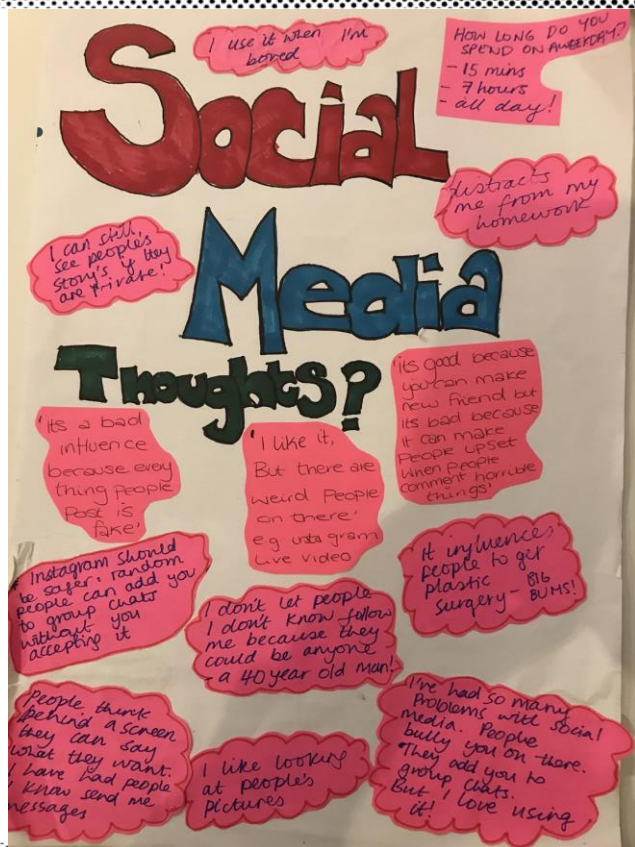 I use it when I'm
bored
HOW LONG DO YOU
SPEND ON A WEEKDAY?
- 15 mins
- 7 hours
- all day!
Social
distracts
me from my
homework
I can still
see people's
story's if they
are private!
Media
Thoughts?
'its a bad
influence
because every
thing People
Post is
fake'
'I like it,
But there are
weird People
on there'
e.g instagram
Live video
'its good because
you can make
new friend but
its bad because
it can make
People upset
when people
comment horrible
things'
Instagram should
be safer: random
people can add you
to group chats
without you
accepting it
I don't let people
I don't know follow
me because they
could be anyone
- a 40 year old man!
It influences
people to get
plastic
surgery - BIG
BUMS!
People think
behind a screen
they can say
what they want.
I have had people
I know send me
messages
I like looking
at people's
pictures
I've had so many
Problems with social
media. People
bully you on there.
They add you to
group chats.
But I love using
it!